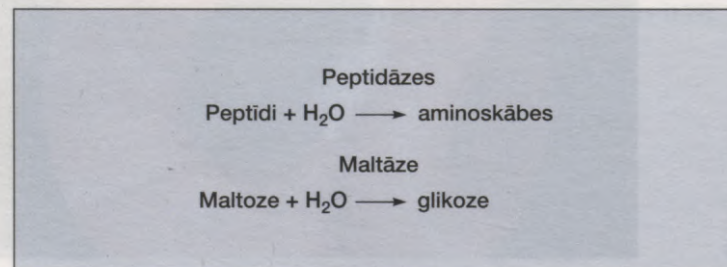 Peptidāzes
Peptīdi + H₂O ⟶ aminoskābes
Maltāze
Maltoze + H₂O ⟶ glikoze